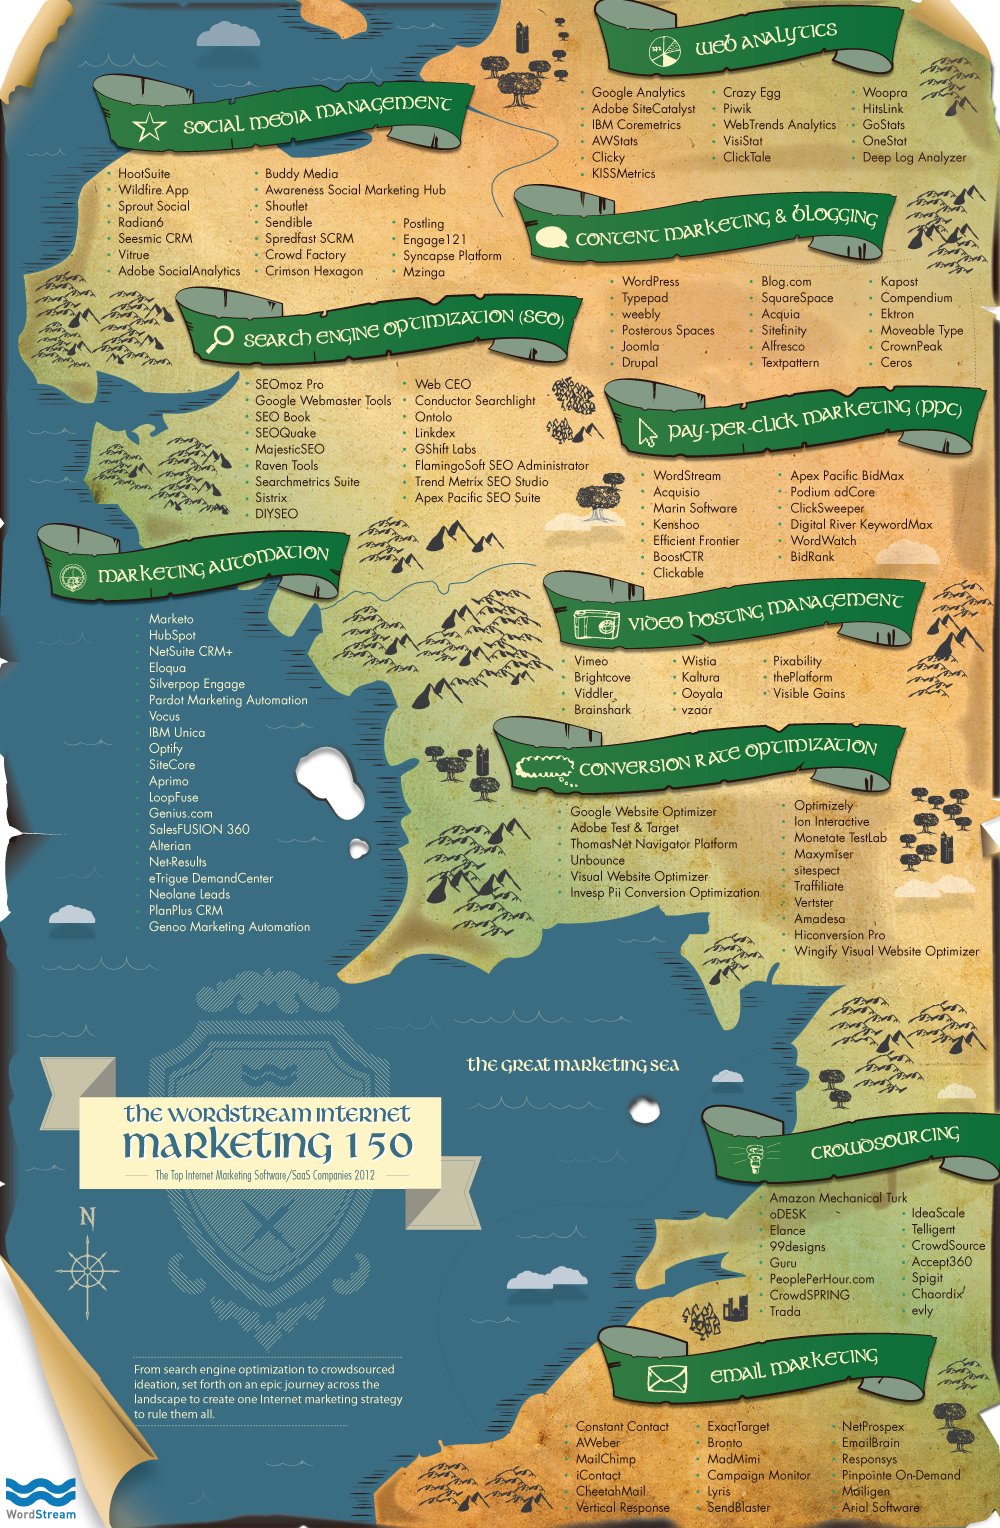 WEB ANALYTICS
Google Analytics
Adobe SiteCatalyst
IBM Coremetrics
AWStats
Clicky
KISSMetrics
Crazy Egg
Piwik
WebTrends Analytics
VisiStat
ClickTale
Woopra
HitsLink
GoStats
OneStat
Deep Log Analyzer
SOCIAL MEDIA MANAGEMENT
HootSuite
Wildfire App
Sprout Social
Radian6
Seesmic CRM
Vitrue
Adobe SocialAnalytics
Buddy Media
Awareness Social Marketing Hub
Shoutlet
Sendible
Spredfast SCRM
Crowd Factory
Crimson Hexagon
Postling
Engage121
Syncapse Platform
Mzinga
CONTENT MARKETING & BLOGGING
WordPress
Typepad
weebly
Posterous Spaces
Joomla
Drupal
Blog.com
SquareSpace
Acquia
Sitefinity
Alfresco
Textpattern
Kapost
Compendium
Ektron
Moveable Type
CrownPeak
Ceros
SEARCH ENGINE OPTIMIZATION (SEO)
SEOmoz Pro
Google Webmaster Tools
SEO Book
SEOQuake
MajesticSEO
Raven Tools
Searchmetrics Suite
Sistrix
DIYSEO
Web CEO
Conductor Searchlight
Ontolo
Linkdex
GShift Labs
FlamingoSoft SEO Administrator
Trend Metrix SEO Studio
Apex Pacific SEO Suite
PAY-PER-CLICK MARKETING (PPC)
WordStream
Acquisio
Marin Software
Kenshoo
Efficient Frontier
BoostCTR
Clickable
Apex Pacific BidMax
Podium adCore
ClickSweeper
Digital River KeywordMax
WordWatch
BidRank
MARKETING AUTOMATION
Marketo
HubSpot
NetSuite CRM+
Eloqua
Silverpop Engage
Pardot Marketing Automation
Vocus
IBM Unica
Optify
SiteCore
Aprimo
LoopFuse
Genius.com
SalesFUSION 360
Alterian
Net-Results
eTrigue DemandCenter
Neolane Leads
PlanPlus CRM
Genoo Marketing Automation
VIDEO HOSTING MANAGEMENT
Vimeo
Brightcove
Viddler
Brainshark
Wistia
Kaltura
Ooyala
vzaar
Pixability
thePlatform
Visible Gains
CONVERSION RATE OPTIMIZATION
Google Website Optimizer
Adobe Test & Target
ThomasNet Navigator Platform
Unbounce
Visual Website Optimizer
Invesp Pii Conversion Optimization
Optimizely
Ion Interactive
Monetate TestLab
Maxymiser
sitespect
Traffiliate
Vertster
Amadesa
Hiconversion Pro
Wingify Visual Website Optimizer
THE GREAT MARKETING SEA
THE WORDSTREAM INTERNET
MARKETING 150
The Top Internet Marketing Software/SaaS Companies 2012
N
CROWDSOURCING
Amazon Mechanical Turk
oDESK
Elance
99designs
Guru
PeoplePerHour.com
CrowdSPRING
Trada
IdeaScale
Telligent
CrowdSource
Accept360
Spigit
Chaordix
evly
EMAIL MARKETING
Constant Contact
AWeber
MailChimp
iContact
CheetahMail
Vertical Response
ExactTarget
Bronto
MadMimi
Campaign Monitor
Lyris
SendBlaster
NetProspex
EmailBrain
Responsys
Pinpointe On-Demand
Mailigen
Arial Software
From search engine optimization to crowdsourced
ideation, set forth on an epic journey across the
landscape to create one Internet marketing strategy
to rule them all.
WordStream